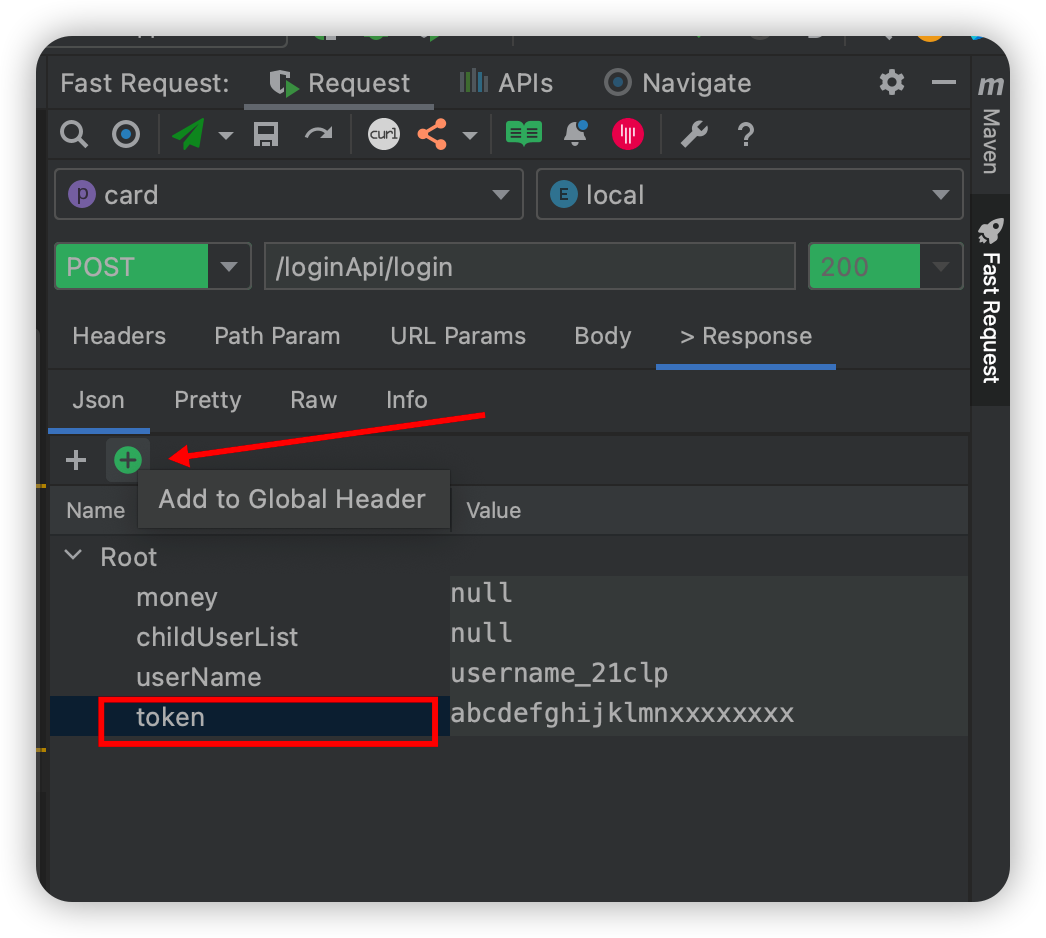 Fast Request: Request APIs Navigate
m
Maven
curl
?
p card E local
POST /loginApi/login 200
Fast Request
Headers Path Param URL Params Body > Response
Json Pretty Raw Info
Add to Global Header
Name Value
Root
money null
childUserList null
userName username_21clp
token abcdefghijklmnxxxxxxxx